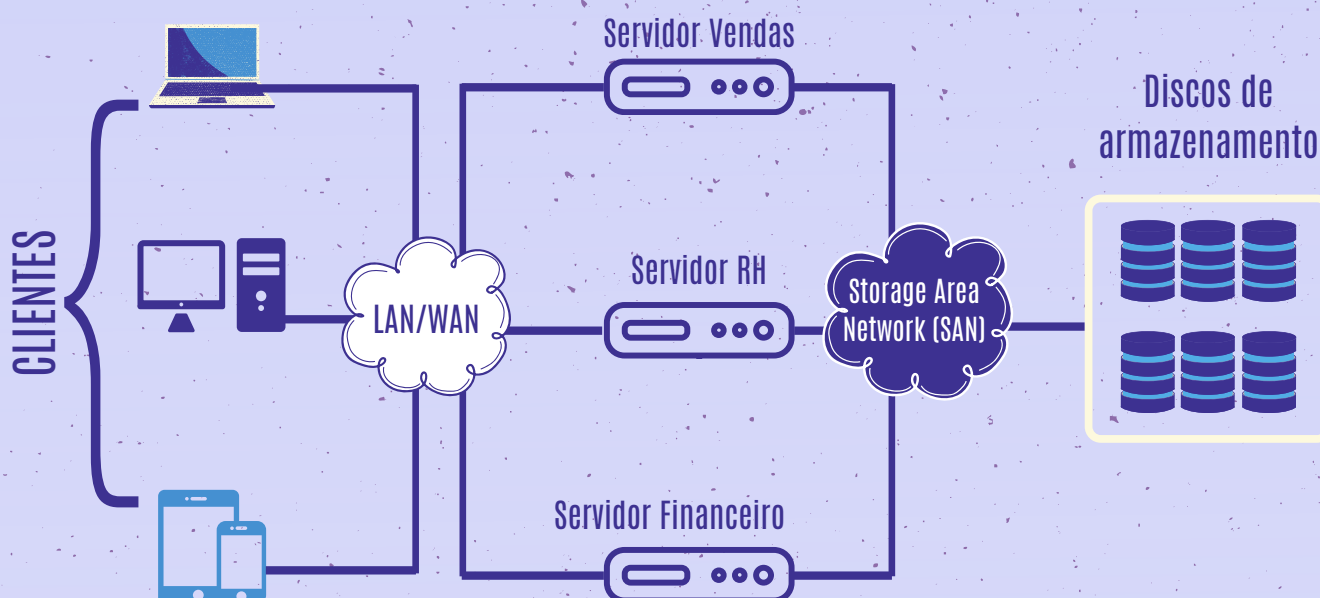 CLIENTES
LAN/WAN
Servidor Vendas
Servidor RH
Servidor Financeiro
Storage Area
Network (SAN)
Discos de
armazenamento